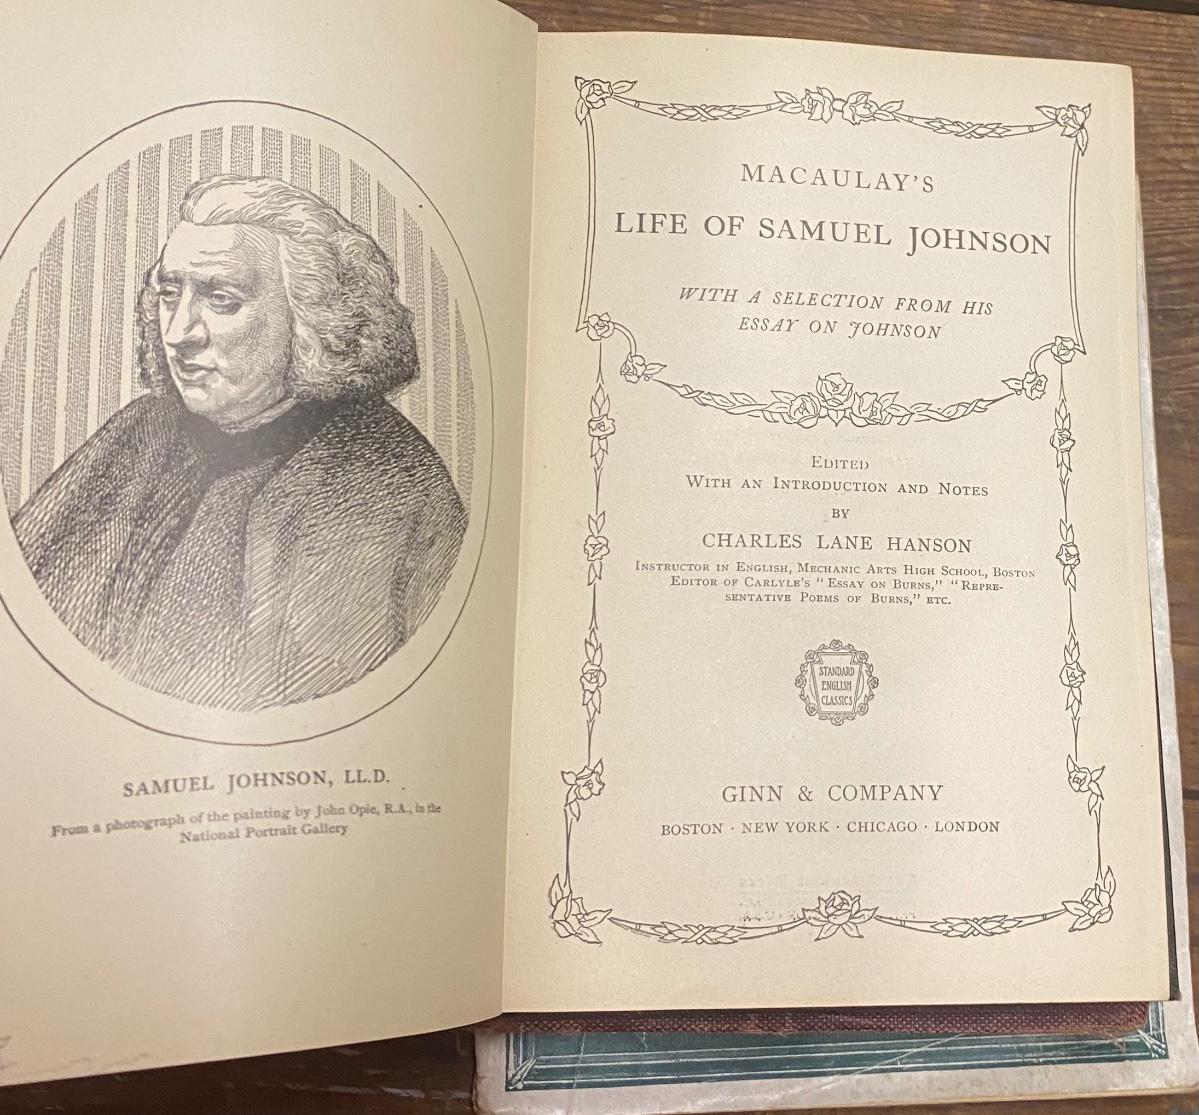 SAMUEL JOHNSON, LL.D.
From a photograph of the painting by John Opie, R.A., in the
National Portrait Gallery
MACAULAY'S
LIFE OF SAMUEL JOHNSON
WITH A SELECTION FROM HIS
ESSAY ON JOHNSON
EDITED
WITH AN INTRODUCTION AND NOTES
BY
CHARLES LANE HANSON
INSTRUCTOR IN ENGLISH, MECHANIC ARTS HIGH SCHOOL, BOSTON
EDITOR OF CARLYLE'S "ESSAY ON BURNS," "REPRE-
SENTATIVE POEMS OF BURNS," ETC.
STANDARD
ENGLISH
CLASSICS
GINN & COMPANY
BOSTON · NEW YORK · CHICAGO · LONDON